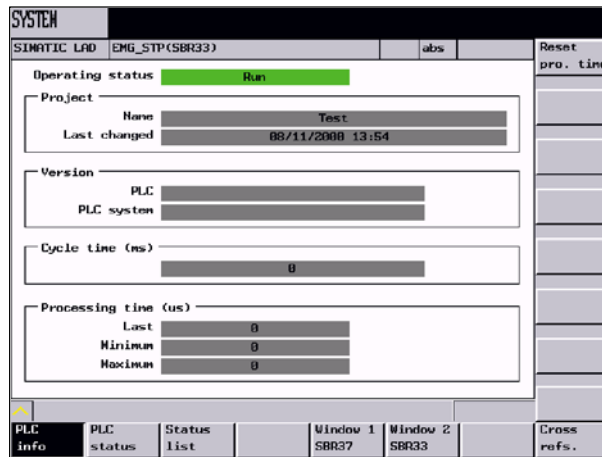 SYSTEM
SIMATIC LAD EMG_STP(SBR33) abs
Reset
pro. time
Operating status Run
Project
Name Test
Last changed 08/11/2008 13:54
Version
PLC
PLC system
Cycle time (ms)
0
Processing time (us)
Last 0
Minimum 0
Maximum 0
PLC info
PLC status
Status list
Window 1 SBR37
Window 2 SBR33
Cross refs.